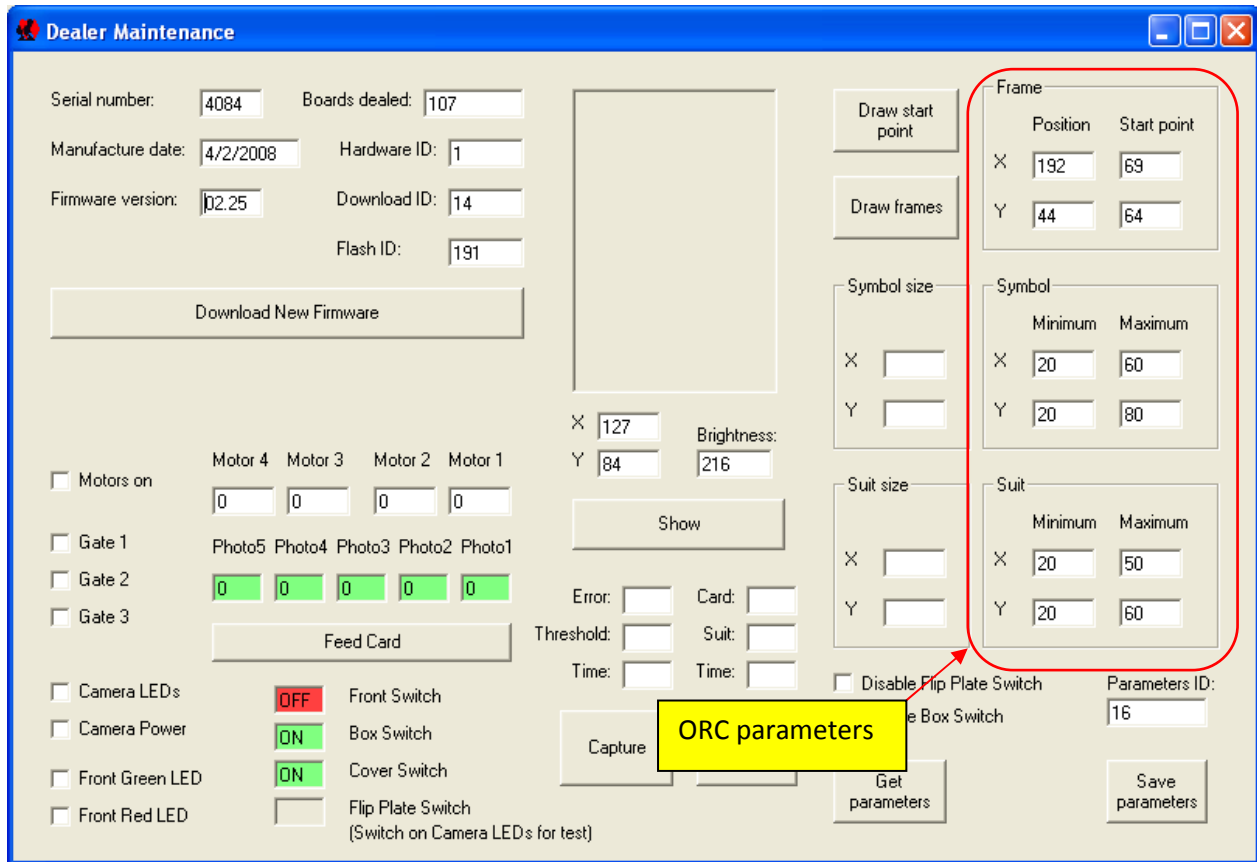 Dealer Maintenance
Serial number: 4084 Boards dealed: 107
Manufacture date: 4/2/2008 Hardware ID: 1
Firmware version: 02.25 Download ID: 14
Flash ID: 191
Download New Firmware
Motors on
Motor 4 Motor 3 Motor 2 Motor 1
0 0 0 0
Gate 1
Gate 2
Gate 3
Photo5 Photo4 Photo3 Photo2 Photo1
0 0 0 0 0
Feed Card
Camera LEDs
Camera Power
Front Green LED
Front Red LED
OFF Front Switch
ON Box Switch
ON Cover Switch
Flip Plate Switch
(Switch on Camera LEDs for test)
X 127
Y 84
Brightness:
216
Show
Error: Card:
Threshold: Suit:
Time: Time:
Capture
Draw start
point
Draw frames
Frame
Position Start point
X 192 69
Y 44 64
Symbol size
X
Y
Symbol
Minimum Maximum
X 20 60
Y 20 80
Suit size
X
Y
Suit
Minimum Maximum
X 20 50
Y 20 60
ORC parameters
Disable Flip Plate Switch
e Box Switch
Parameters ID:
16
Get
parameters
Save
parameters